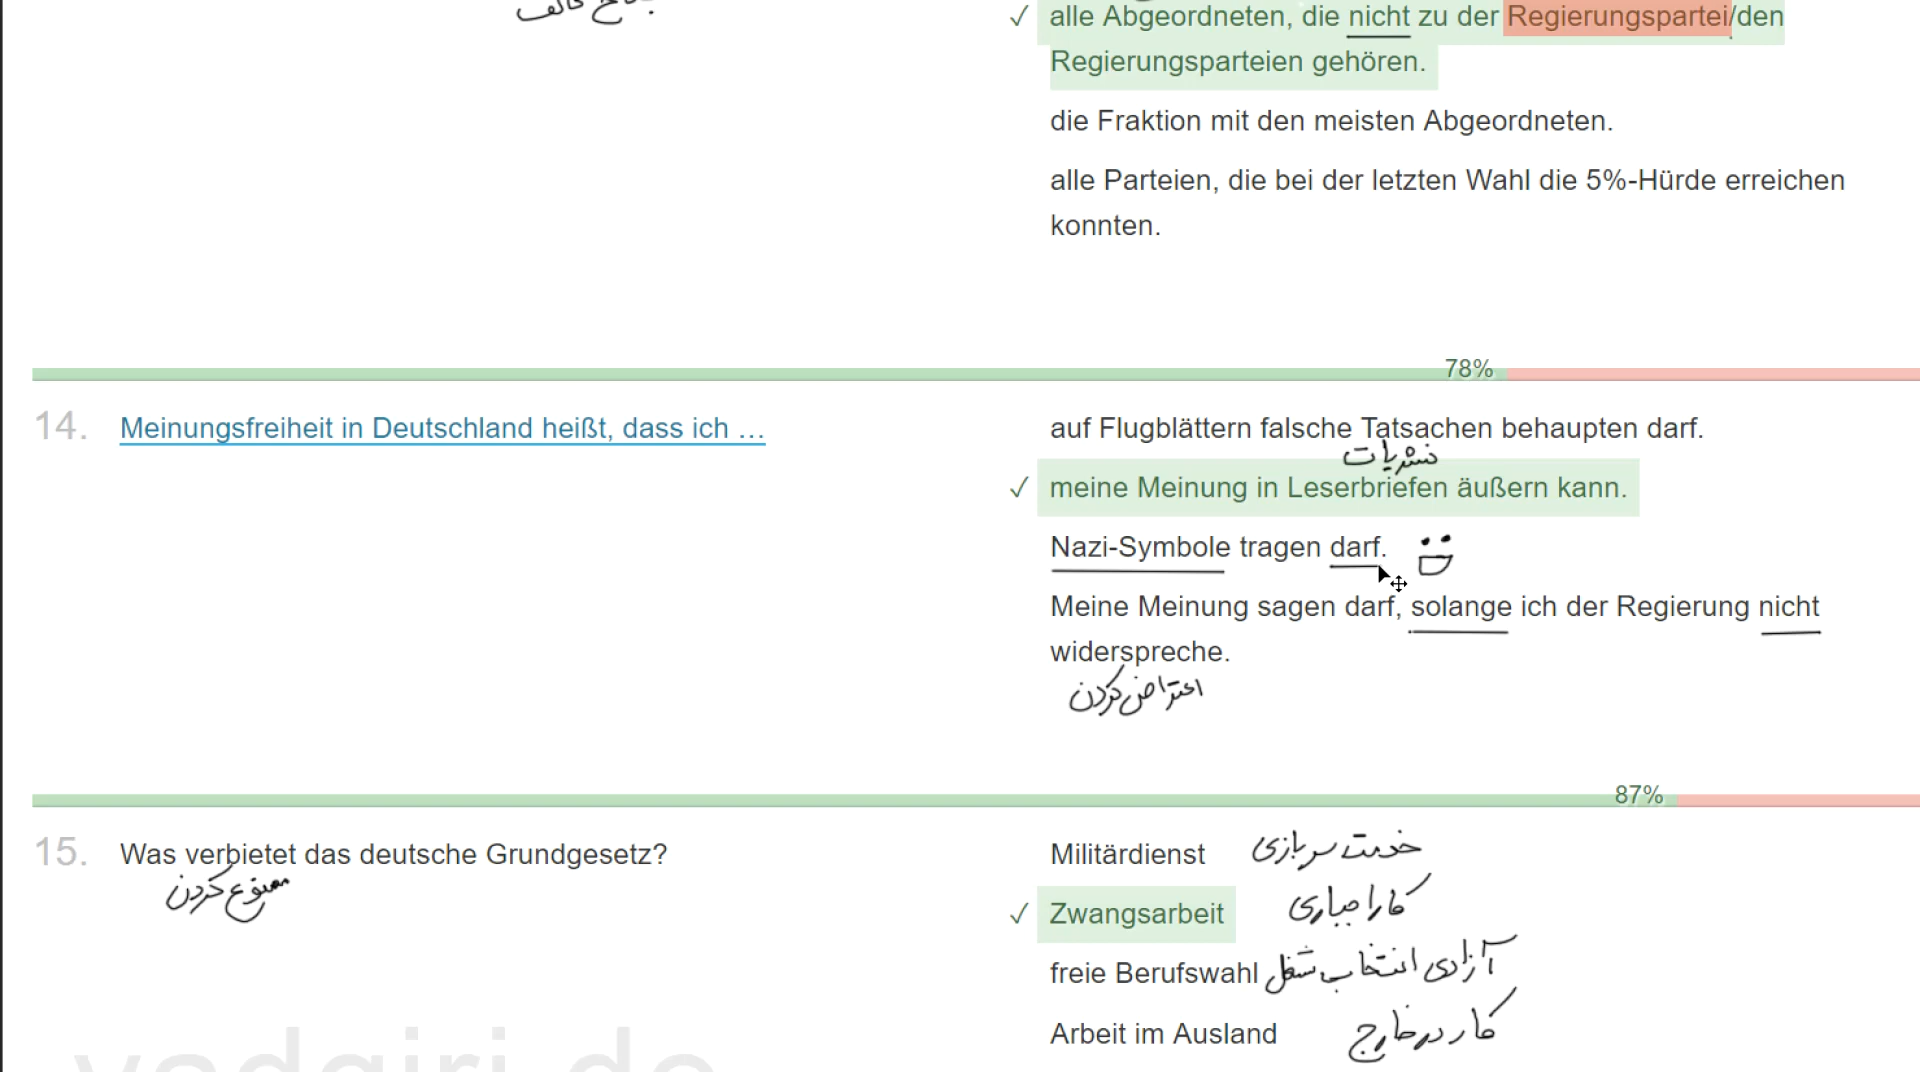 ✓ alle Abgeordneten, die nicht zu der Regierungspartei/den
Regierungsparteien gehören.
die Fraktion mit den meisten Abgeordneten.
alle Parteien, die bei der letzten Wahl die 5%-Hürde erreichen
konnten.
78%
14. Meinungsfreiheit in Deutschland heißt, dass ich …
auf Flugblättern falsche Tatsachen behaupten darf.
نشریات
✓ meine Meinung in Leserbriefen äußern kann.
Nazi-Symbole tragen darf.
Meine Meinung sagen darf, solange ich der Regierung nicht
widerspreche.
اعتراض کردن
87%
15. Was verbietet das deutsche Grundgesetz?
ممنوع کردن
Militärdienst خدمت سربازی
✓ Zwangsarbeit کار اجباری
freie Berufswahl آزادی انتخاب شغل
Arbeit im Ausland کار در خارج
yadgiri.de